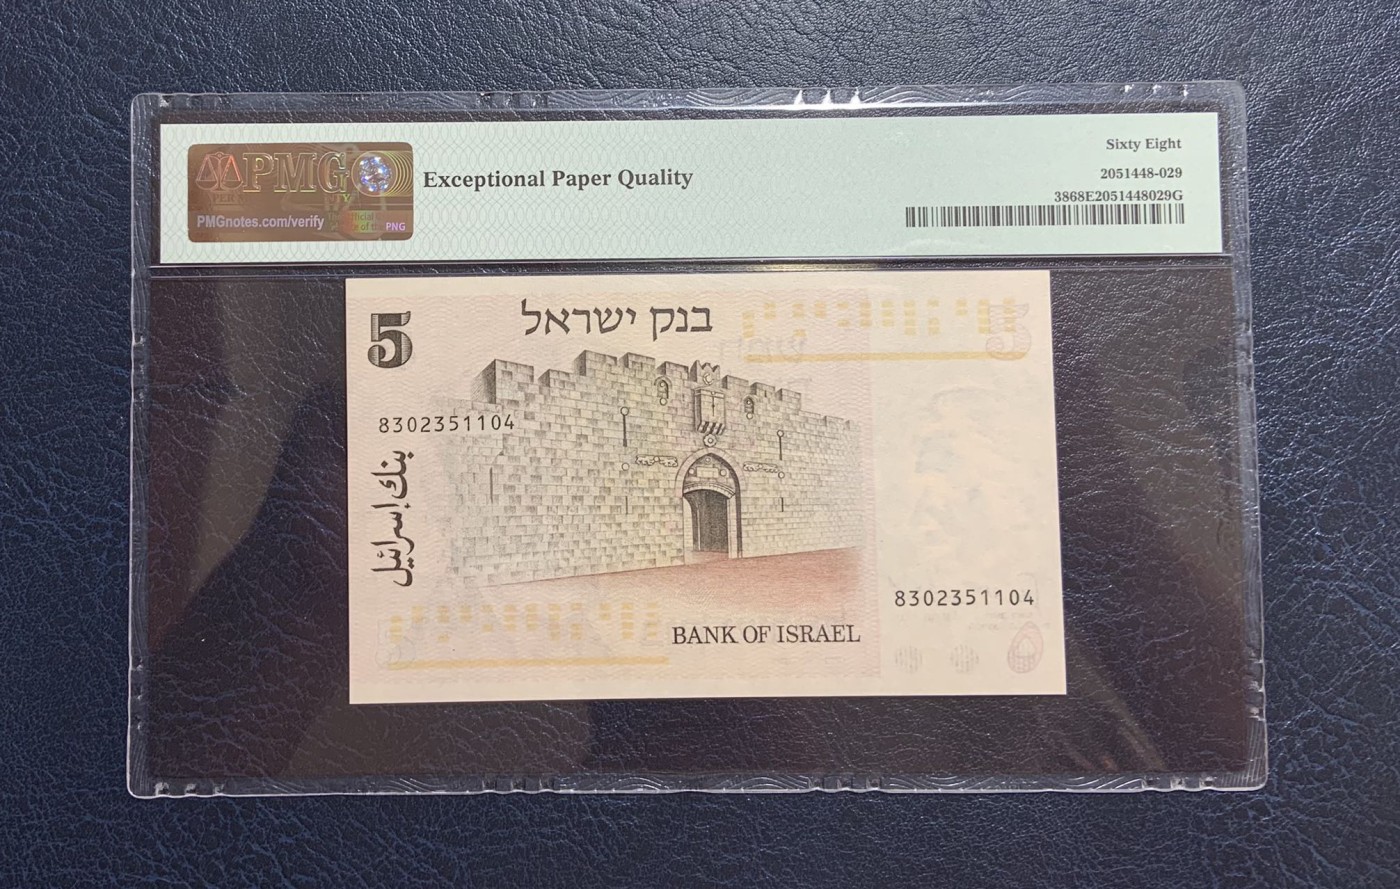 PMG
PMGnotes.com/verify
PNG
Exceptional Paper Quality
Sixty Eight
2051448-029
3868E2051448029G
5
בנק ישראל
8302351104
بنك إسرائيل
8302351104
BANK OF ISRAEL